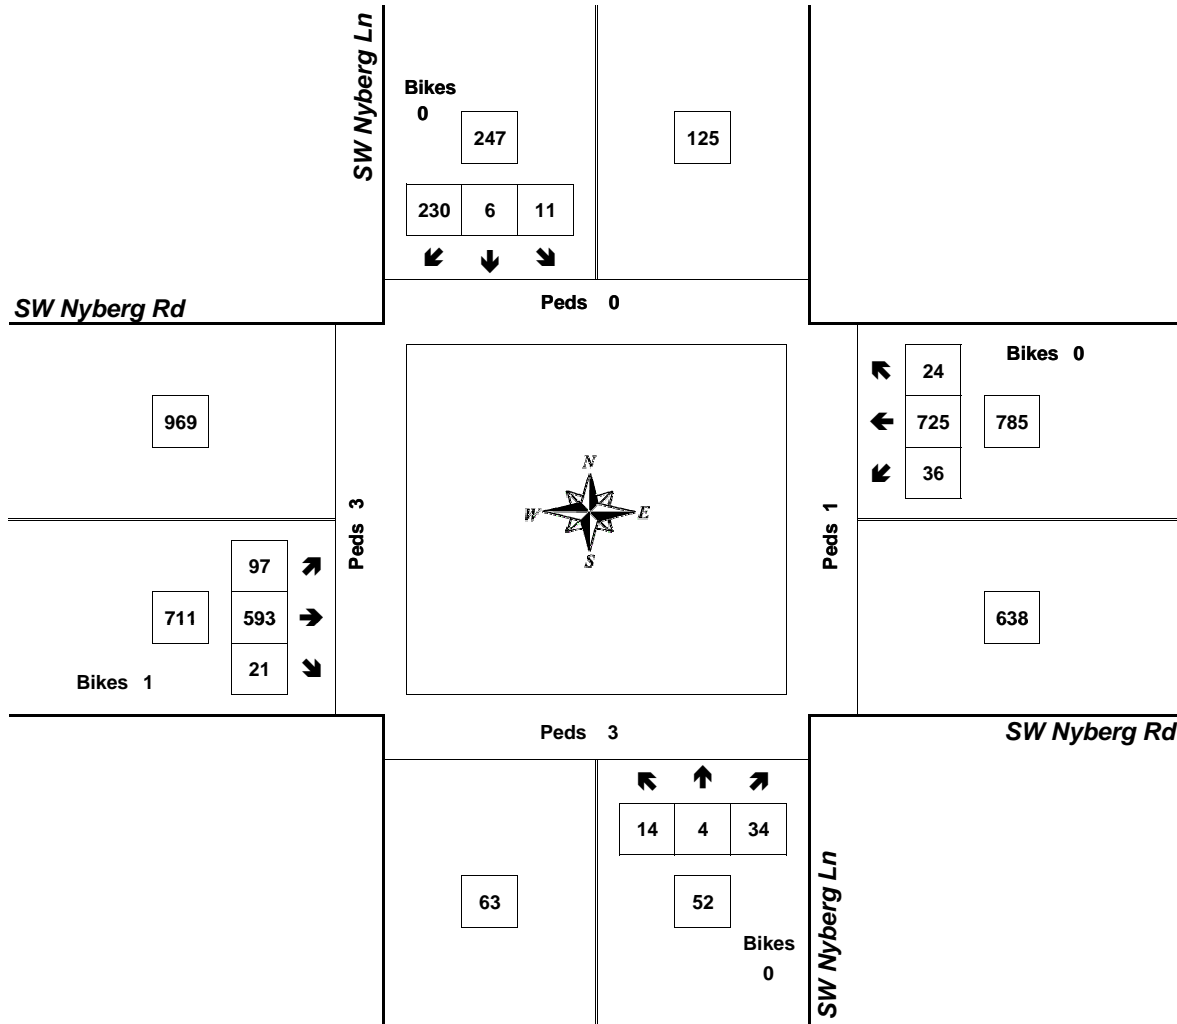 SW Nyberg Ln
Bikes
0
247
125
230 6 11
Peds 0
SW Nyberg Rd
Bikes 0
24
969
725 785
36
N
W E
S
Peds 3
Peds 1
97
711 593
638
21
Bikes 1
Peds 3
SW Nyberg Rd
14 4 34
63
52
Bikes
0
SW Nyberg Ln